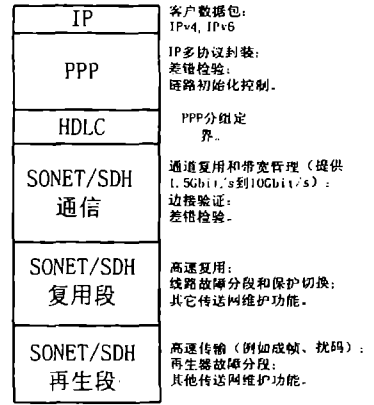 IP
客户数据包:
IPv4, IPv6
PPP
IP多协议封装:
差错检验:
链路初始化控制.
HDLC
PPP分组定
界.
SONET/SDH
通信
通道复用和带宽管理（提供
1.5Gbit/s到10Gbit/s）:
边接验证:
差错检验.
SONET/SDH
复用段
高速复用:
线路故障分段和保护切换;
其它传送网维护功能.
SONET/SDH
再生段
高速传输（例如成帧、扰码）:
再生器故障分段:
其他传送网维护功能.